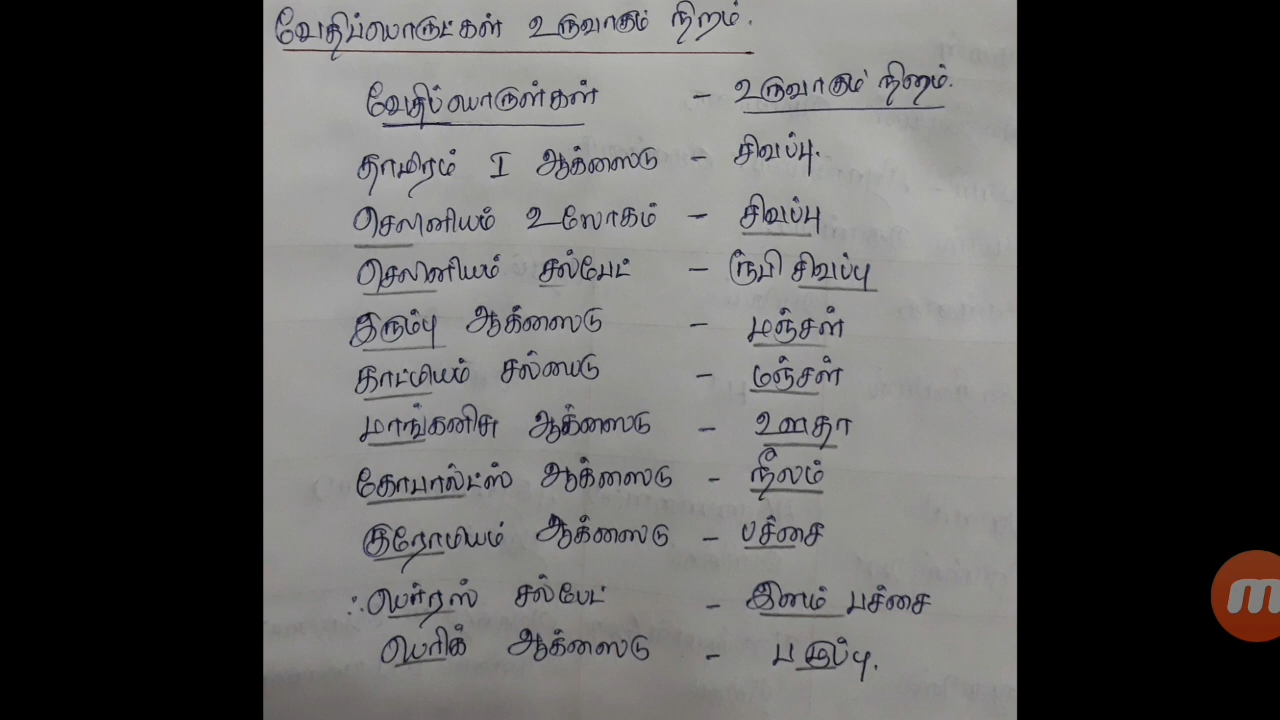 வேதிப்பொருட்கள் உருவாகும் நிறம்.
வேதிப்பொருள்கள் - உருவாகும் நிறம்.
தாமிரம் I ஆக்ஸைடு - சிவப்பு.
செலினியம் உலோகம் - சிவப்பு
செலினியம் சல்பேட் - ரூபி சிவப்பு
இரும்பு ஆக்ஸைடு - மஞ்சள்
காட்மியம் சல்பைடு - மஞ்சள்
மாங்கனிசு ஆக்ஸைடு - ஊதா
கோபால்ட்ஸ் ஆக்ஸைடு - நீலம்
குரோமியம் ஆக்ஸைடு - பச்சை
ஃபெர்ரஸ் சல்பேட் - இளம் பச்சை
பெரிக் ஆக்ஸைடு - பழுப்பு.